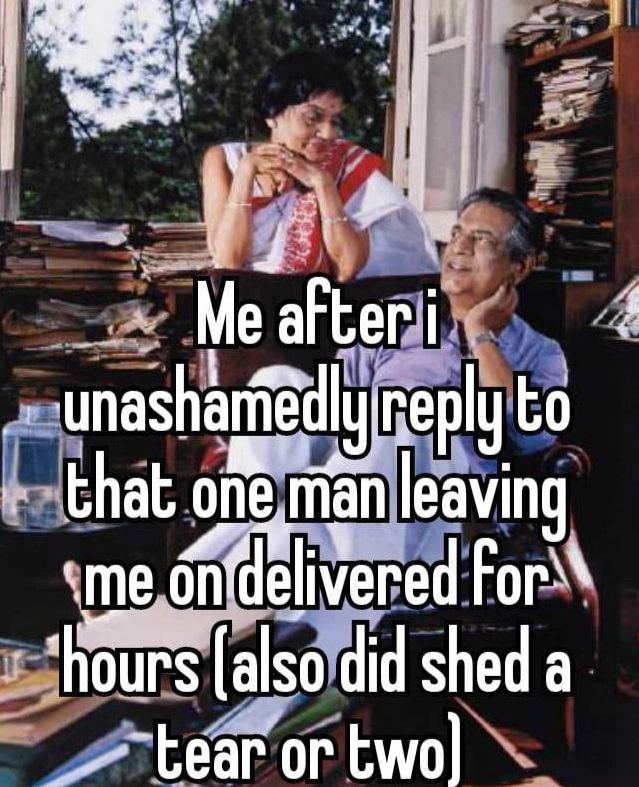 Me after i
unashamedly reply to
that one man leaving
me on delivered for
hours (also did shed a
tear or two)